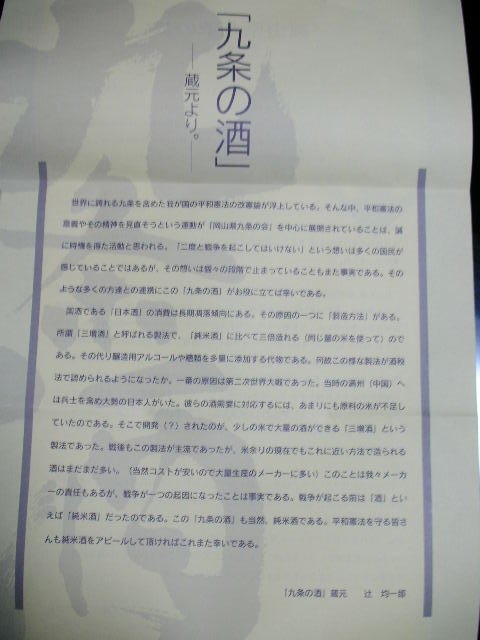 「九条の酒」
── 蔵元より。──
世界に誇れる九条を含めた我が国の平和憲法の改憲論が浮上している。そんな中、平和憲法の
意義やその精神を見直そうという運動が「岡山県九条の会」を中心に展開されていることは、誠
に時機を得た活動と思われる。「二度と戦争を起こしてはいけない」という想いは多くの国民が
感じていることではあるが、その想いは個々の段階で止まっていることもまた事実である。その
ような多くの方達との連携にこの「九条の酒」がお役に立てば幸いである。
国酒である「日本酒」の消費は長期凋落傾向にある。その原因の一つに「製造方法」がある。
所謂「三増酒」と呼ばれる製法で、「純米酒」に比べて三倍造れる（同じ量の米を使って）ので
ある。その代り醸造用アルコールや糖類を多量に添加する代物である。何故この様な製法が酒税
法で認められるようになったか。一番の原因は第二次世界大戦であった。当時の満州（中国）へ
は兵士を含め大勢の日本人がいた。彼らの酒需要に対応するには、あまりにも原料の米が不足し
ていたのである。そこで開発（？）されたのが、少しの米で大量の酒ができる「三増酒」という
製法であった。戦後もこの製法が主流であったが、米余りの現在でもこれに近い方法で造られる
酒はまだまだ多い。（当然コストが安いので大量生産のメーカーに多い）このことは我々メーカ
ーの責任もあるが、戦争が一つの起因になったことは事実である。戦争が起こる前は「酒」とい
えば「純米酒」だったのである。この「九条の酒」も当然、純米酒である。平和憲法を守る皆さ
んも純米酒をアピールして頂ければこれまた幸いである。
「九条の酒」蔵元　辻　均一郎